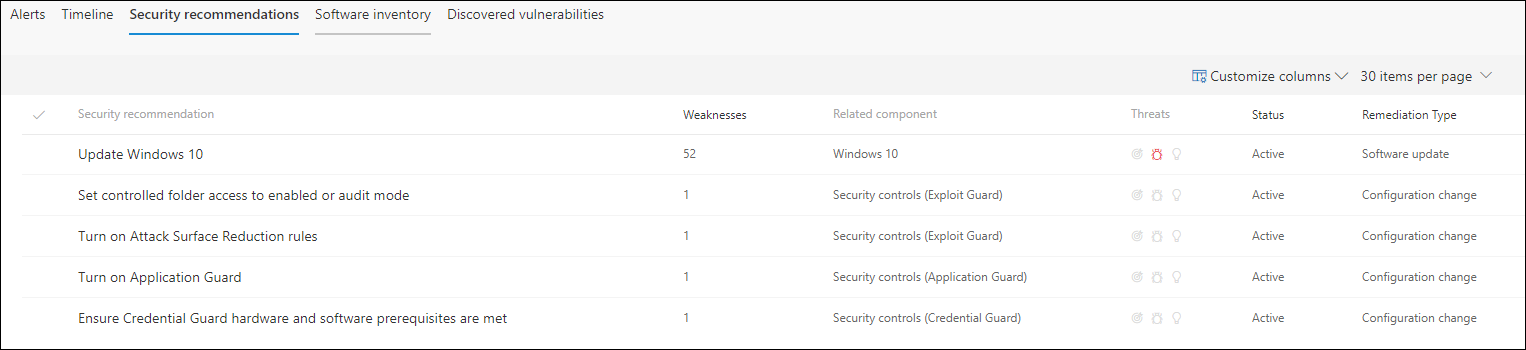 Alerts Timeline Security recommendations Software inventory Discovered vulnerabilities
Customize columns 30 items per page
Security recommendation Weaknesses Related component Threats Status Remediation Type
Update Windows 10 52 Windows 10 Active Software update
Set controlled folder access to enabled or audit mode 1 Security controls (Exploit Guard) Active Configuration change
Turn on Attack Surface Reduction rules 1 Security controls (Exploit Guard) Active Configuration change
Turn on Application Guard 1 Security controls (Application Guard) Active Configuration change
Ensure Credential Guard hardware and software prerequisites are met 1 Security controls (Credential Guard) Active Configuration change